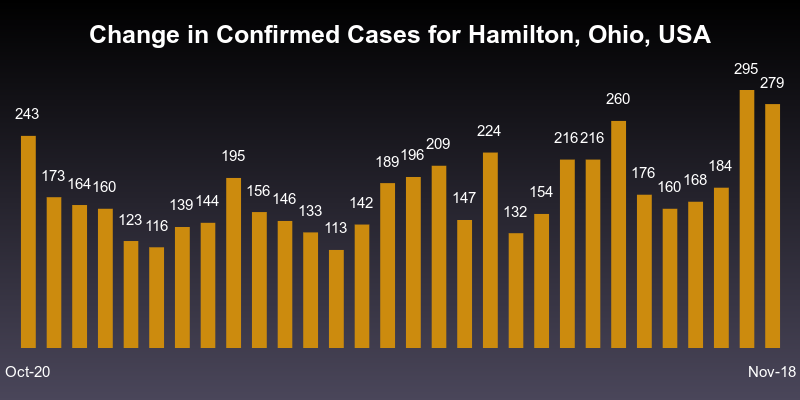 Change in Confirmed Cases for Hamilton, Ohio, USA
243 173 164 160 123 116 139 144 195 156 146 133 113 142 189 196 209 147 224 132 154 216 216 260 176 160 168 184 295 279
Oct-20 Nov-18